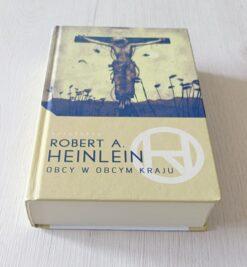 ROBERT A.
HEINLEIN
OBCY W OBCYM KRAJU